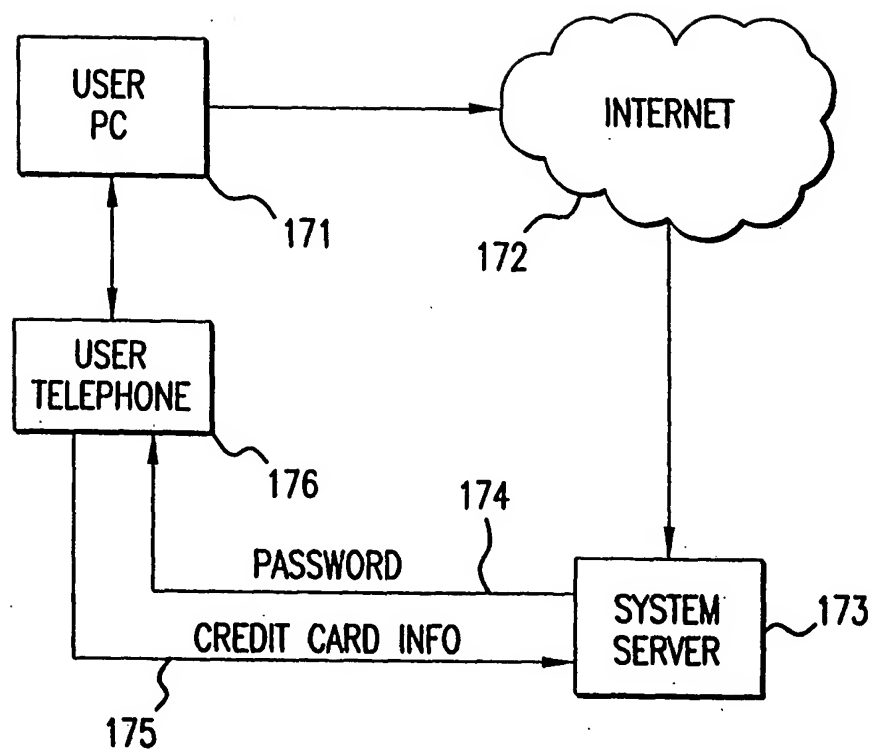 USER
PC
INTERNET
171
172
USER
TELEPHONE
176
174
PASSWORD
SYSTEM
SERVER
173
CREDIT CARD INFO
175